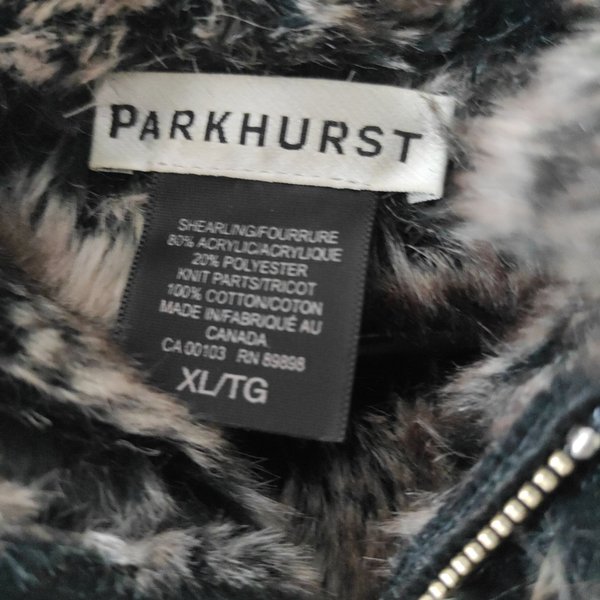 PARKHURST
SHEARLING/FOURRURE
80% ACRYLIC/ACRYLIQUE
20% POLYESTER
KNIT PARTS/TRICOT
100% COTTON/COTON
MADE IN/FABRIQUÉ AU
CANADA
CA 00103 RN 89898
XL/TG